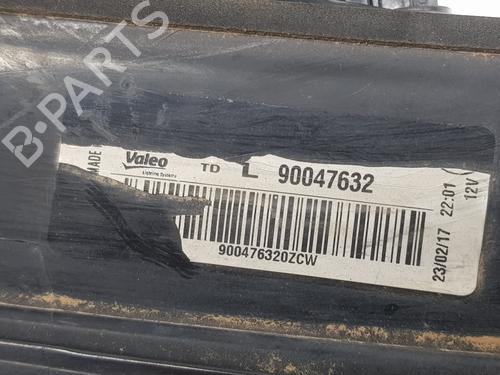 B-PARTS
MADE
Valeo
Lighting Systems
TD L 90047632
900476320ZCW
23/02/17 22:01
12V